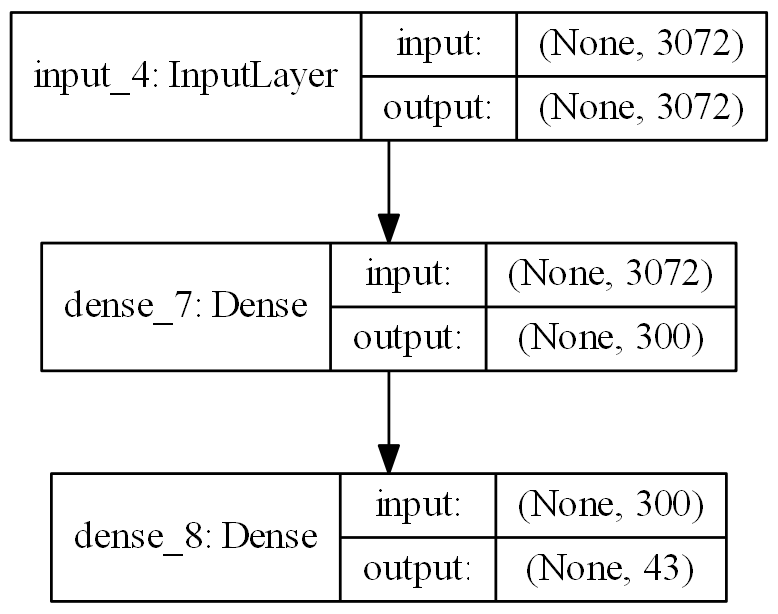 input_4: InputLayer
input: (None, 3072)
output: (None, 3072)
dense_7: Dense
input: (None, 3072)
output: (None, 300)
dense_8: Dense
input: (None, 300)
output: (None, 43)